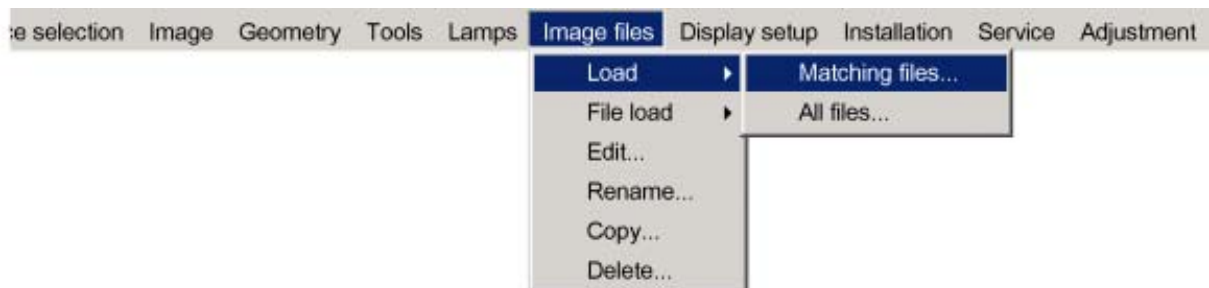 e selection Image Geometry Tools Lamps Image files Display setup Installation Service Adjustment
Load Matching files...
File load All files...
Edit...
Rename...
Copy...
Delete...